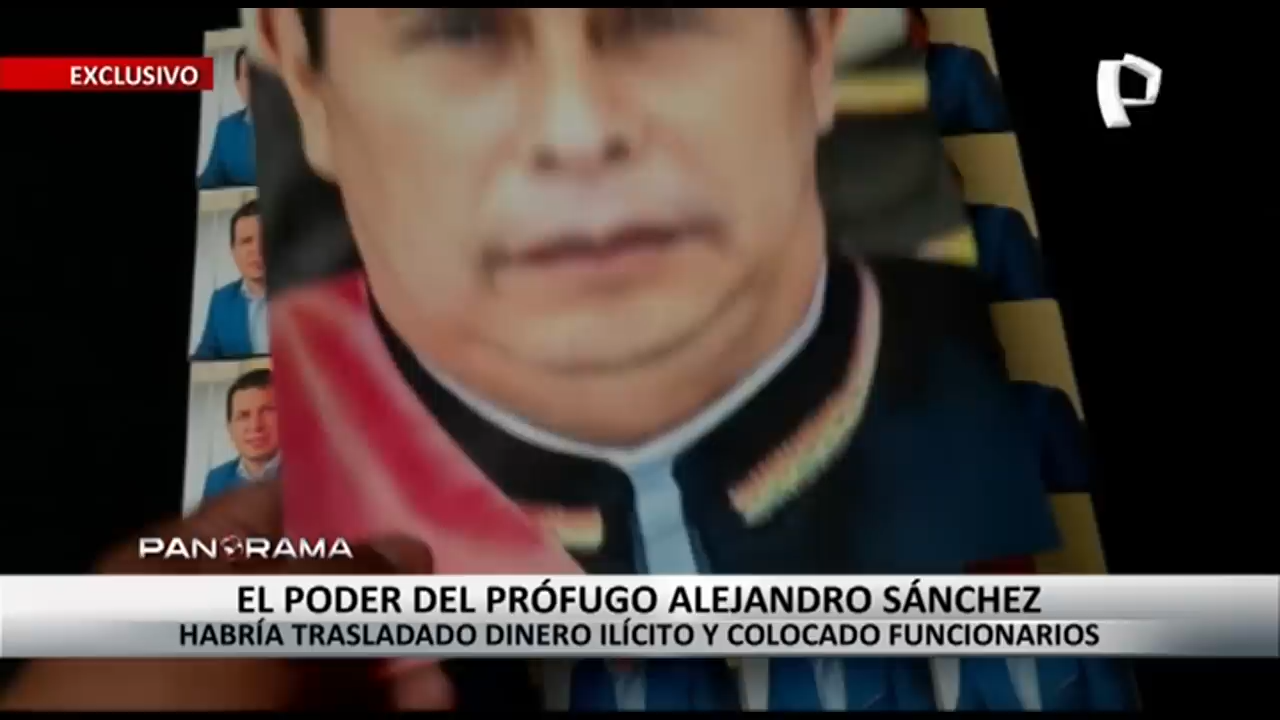 EXCLUSIVO
PANORAMA
EL PODER DEL PRÓFUGO ALEJANDRO SÁNCHEZ
HABRÍA TRASLADADO DINERO ILÍCITO Y COLOCADO FUNCIONARIOS